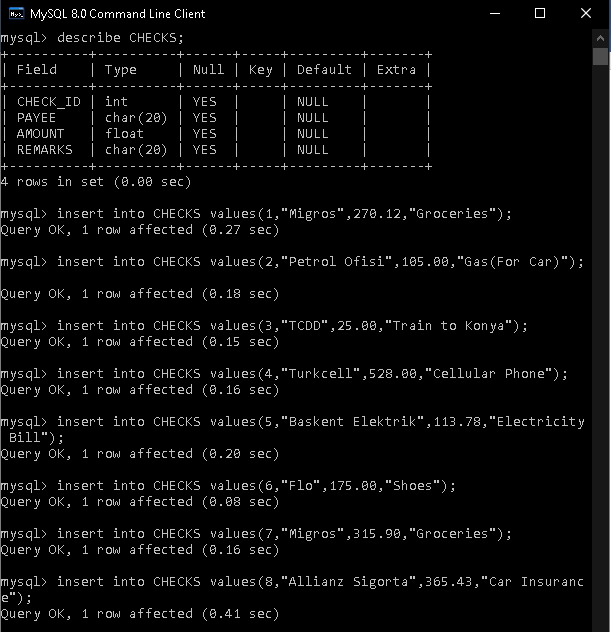 MySQL 8.0 Command Line Client
mysql> describe CHECKS;
+----------+----------+------+-----+---------+-------+
| Field    | Type     | Null | Key | Default | Extra |
+----------+----------+------+-----+---------+-------+
| CHECK_ID | int      | YES  |     | NULL    |       |
| PAYEE    | char(20) | YES  |     | NULL    |       |
| AMOUNT   | float    | YES  |     | NULL    |       |
| REMARKS  | char(20) | YES  |     | NULL    |       |
+----------+----------+------+-----+---------+-------+
4 rows in set (0.00 sec)
mysql> insert into CHECKS values(1,"Migros",270.12,"Groceries");
Query OK, 1 row affected (0.27 sec)
mysql> insert into CHECKS values(2,"Petrol Ofisi",105.00,"Gas(For Car)");
Query OK, 1 row affected (0.18 sec)
mysql> insert into CHECKS values(3,"TCDD",25.00,"Train to Konya");
Query OK, 1 row affected (0.15 sec)
mysql> insert into CHECKS values(4,"Turkcell",528.00,"Cellular Phone");
Query OK, 1 row affected (0.16 sec)
mysql> insert into CHECKS values(5,"Baskent Elektrik",113.78,"Electricity
 Bill");
Query OK, 1 row affected (0.20 sec)
mysql> insert into CHECKS values(6,"Flo",175.00,"Shoes");
Query OK, 1 row affected (0.08 sec)
mysql> insert into CHECKS values(7,"Migros",315.90,"Groceries");
Query OK, 1 row affected (0.16 sec)
mysql> insert into CHECKS values(8,"Allianz Sigorta",365.43,"Car Insuranc
e");
Query OK, 1 row affected (0.41 sec)